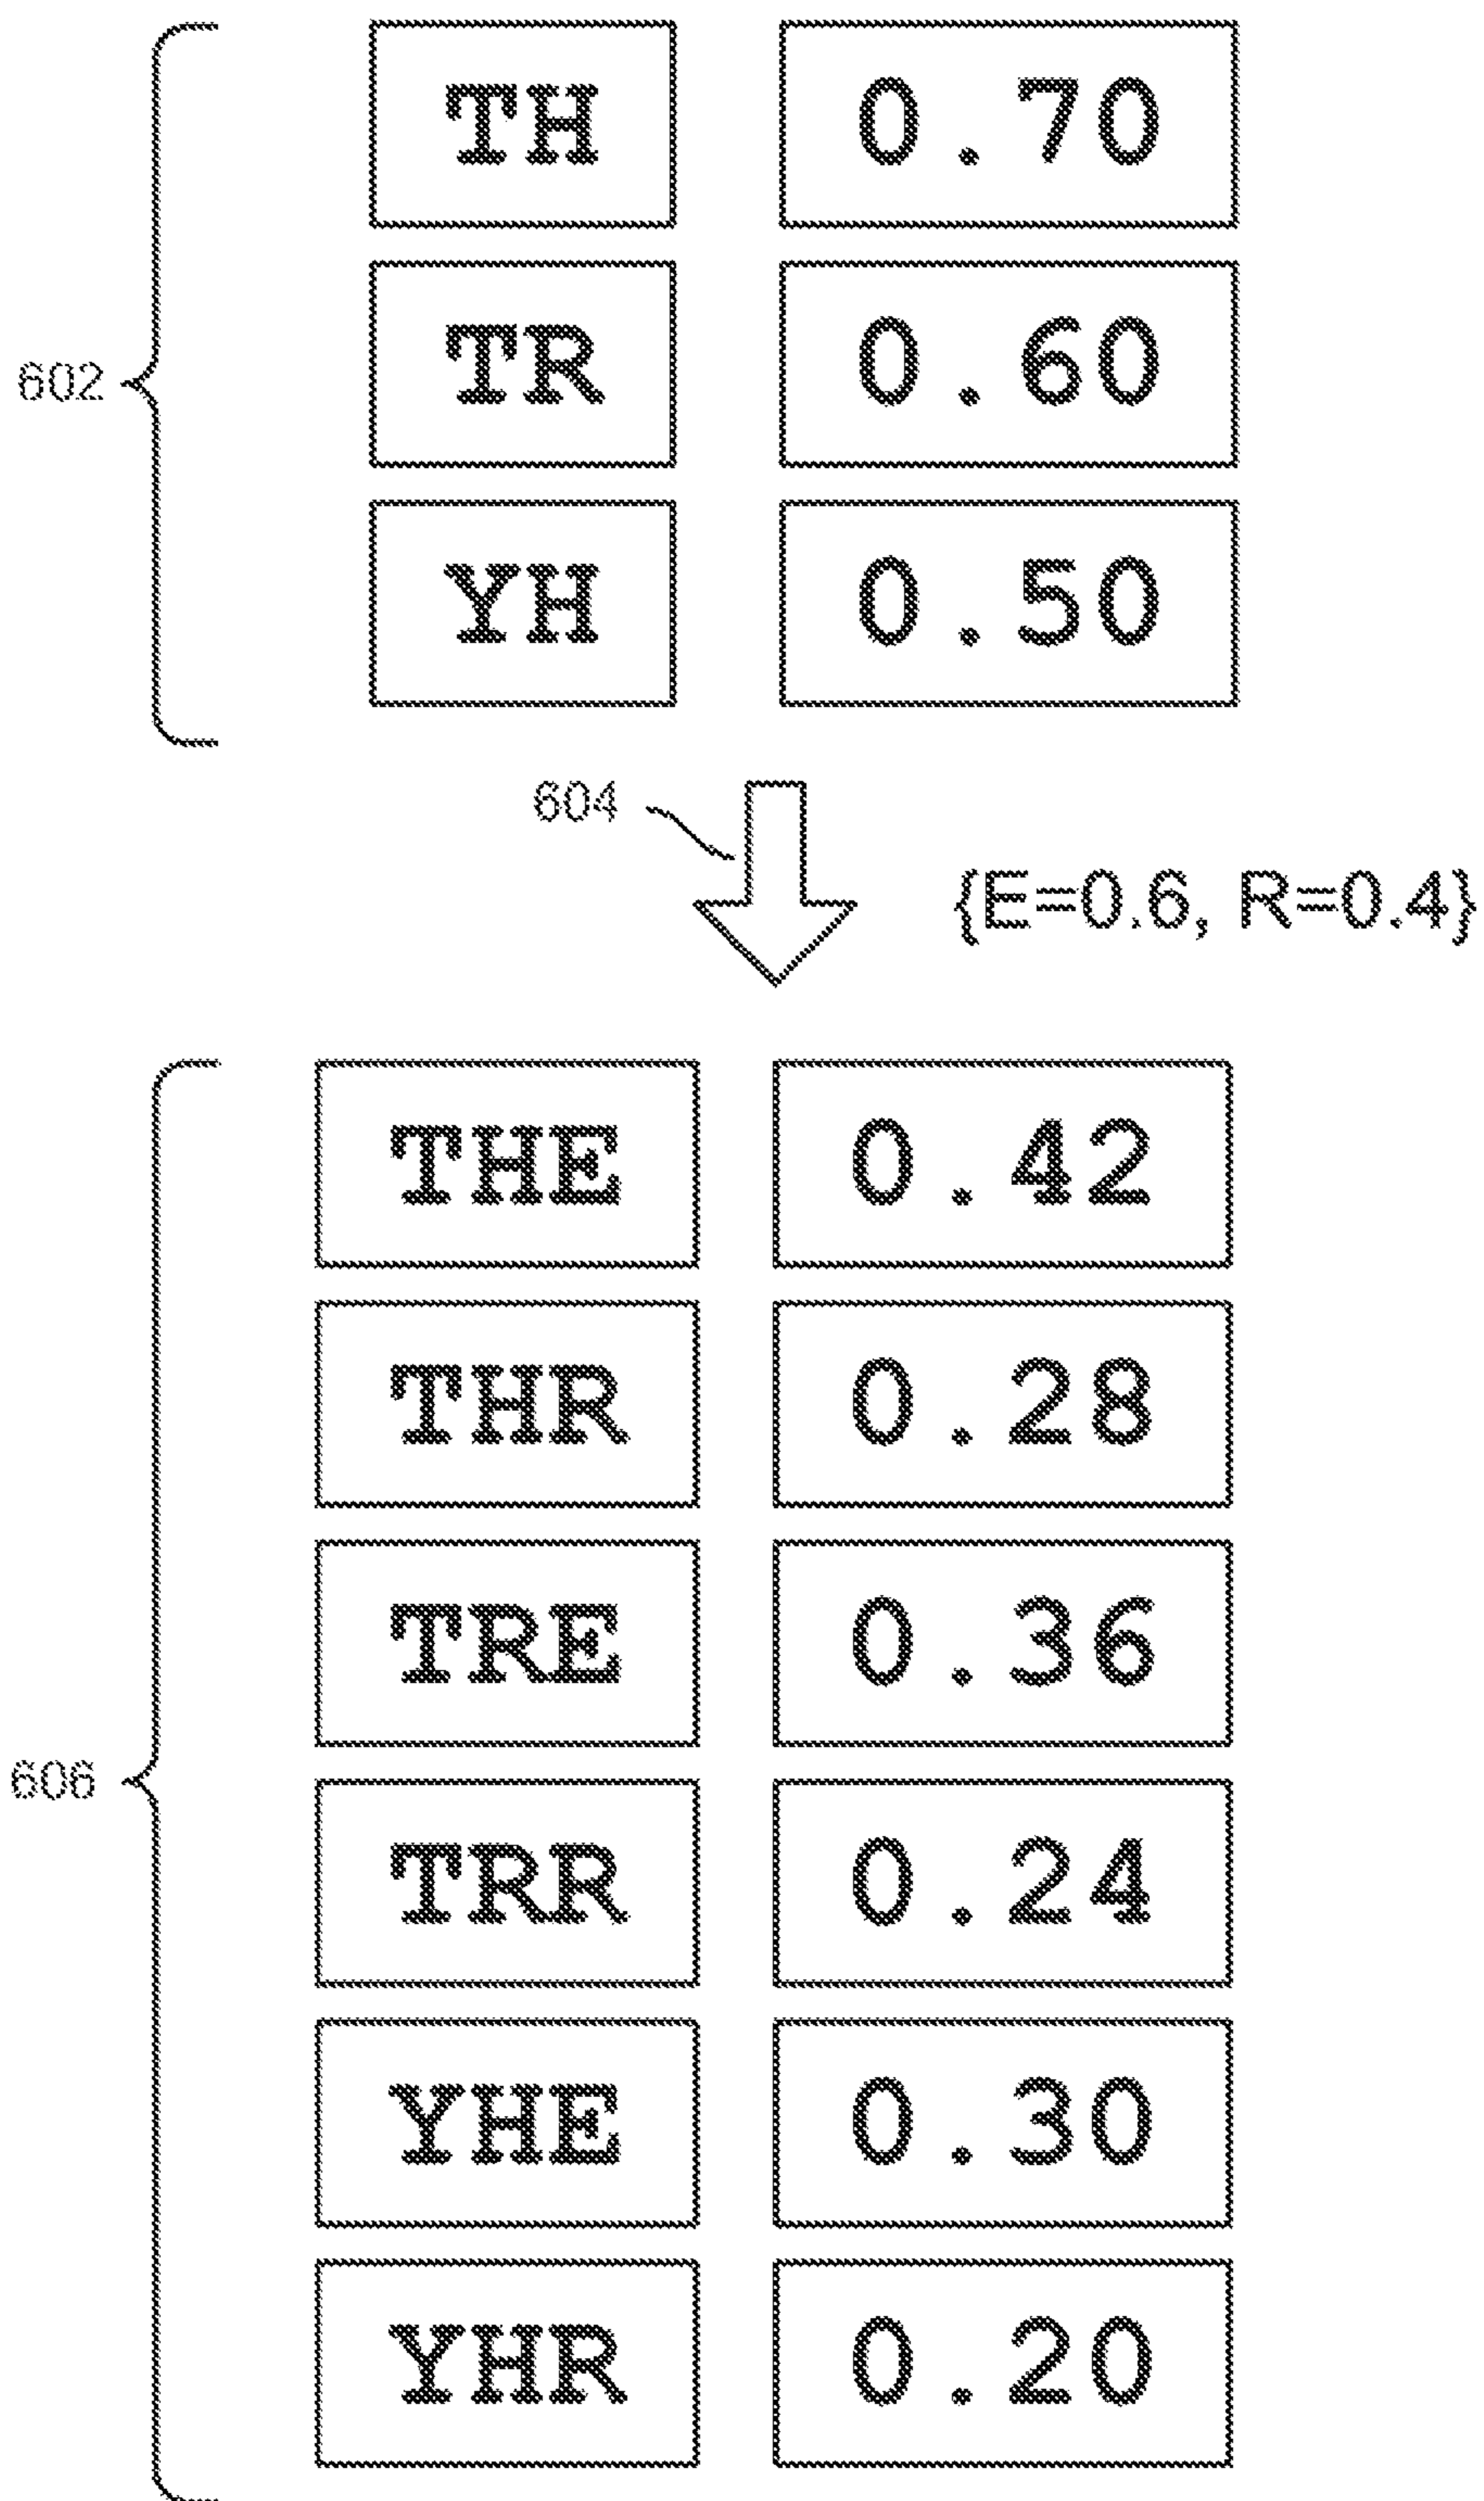 TH 0.70
TR 0.60
602
YH 0.50
604
{E=0.6, R=0.4}
THE 0.42
THR 0.28
TRE 0.36
606
TRR 0.24
YHE 0.30
YHR 0.20